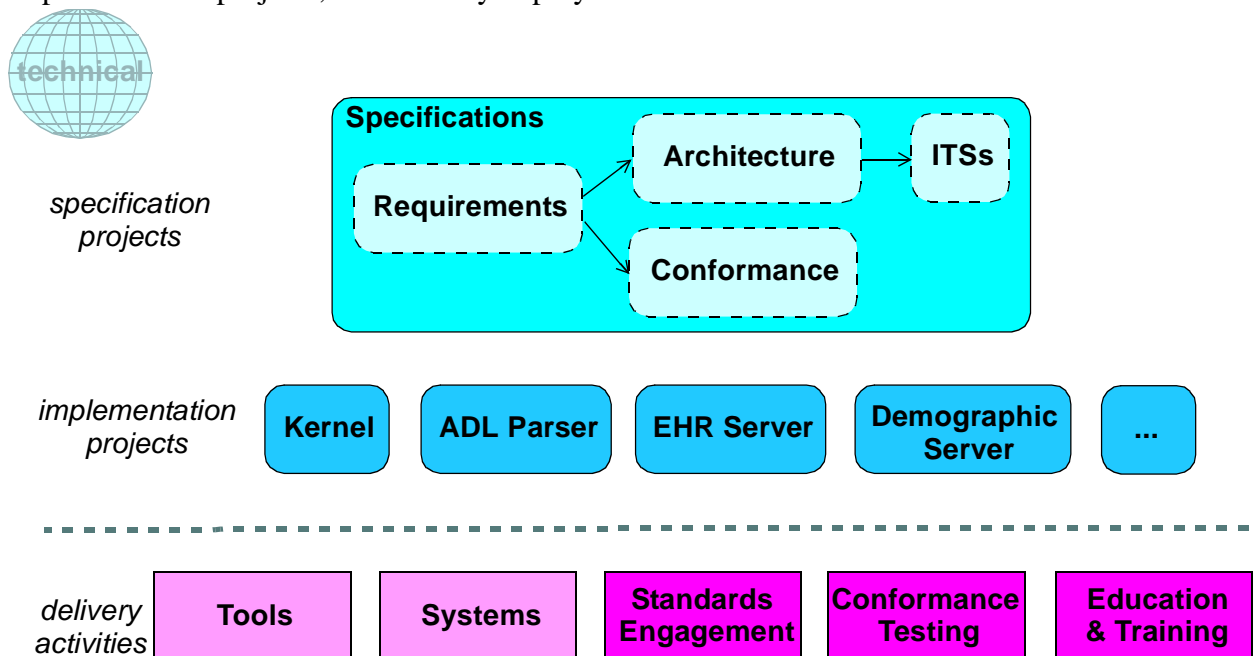 technical
Specifications
Architecture
ITSs
specification
projects
Requirements
Conformance
implementation
projects
Kernel
ADL Parser
EHR Server
Demographic
Server
...
delivery
activities
Tools
Systems
Standards
Engagement
Conformance
Testing
Education
& Training